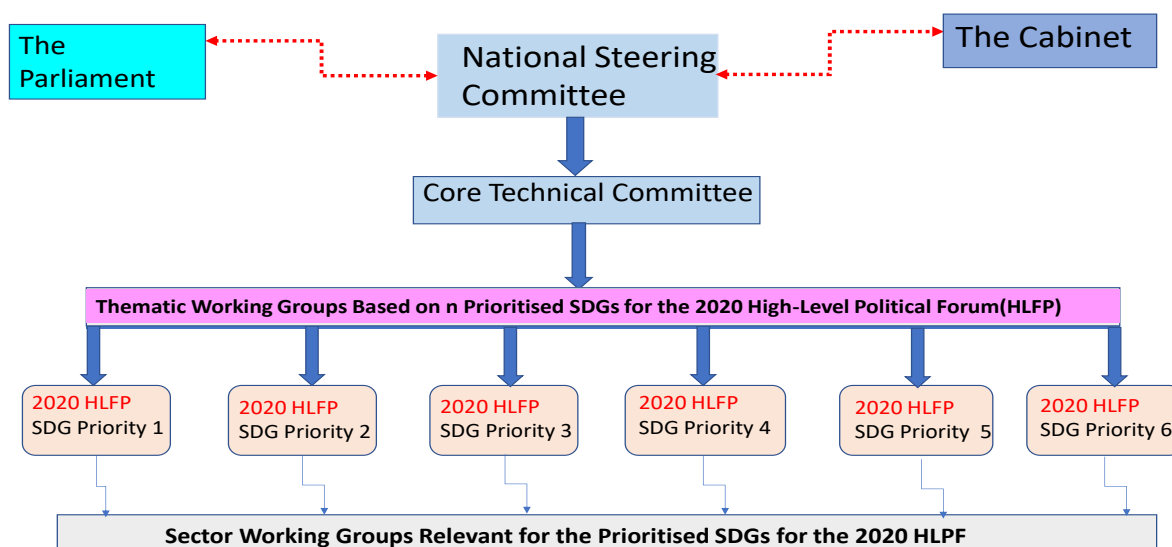 The
Parliament
National Steering
Committee
The Cabinet
Core Technical Committee
Thematic Working Groups Based on n Prioritised SDGs for the 2020 High-Level Political Forum(HLFP)
2020 HLFP
SDG Priority 1
2020 HLFP
SDG Priority 2
2020 HLFP
SDG Priority 3
2020 HLFP
SDG Priority 4
2020 HLFP
SDG Priority 5
2020 HLFP
SDG Priority 6
Sector Working Groups Relevant for the Prioritised SDGs for the 2020 HLPF